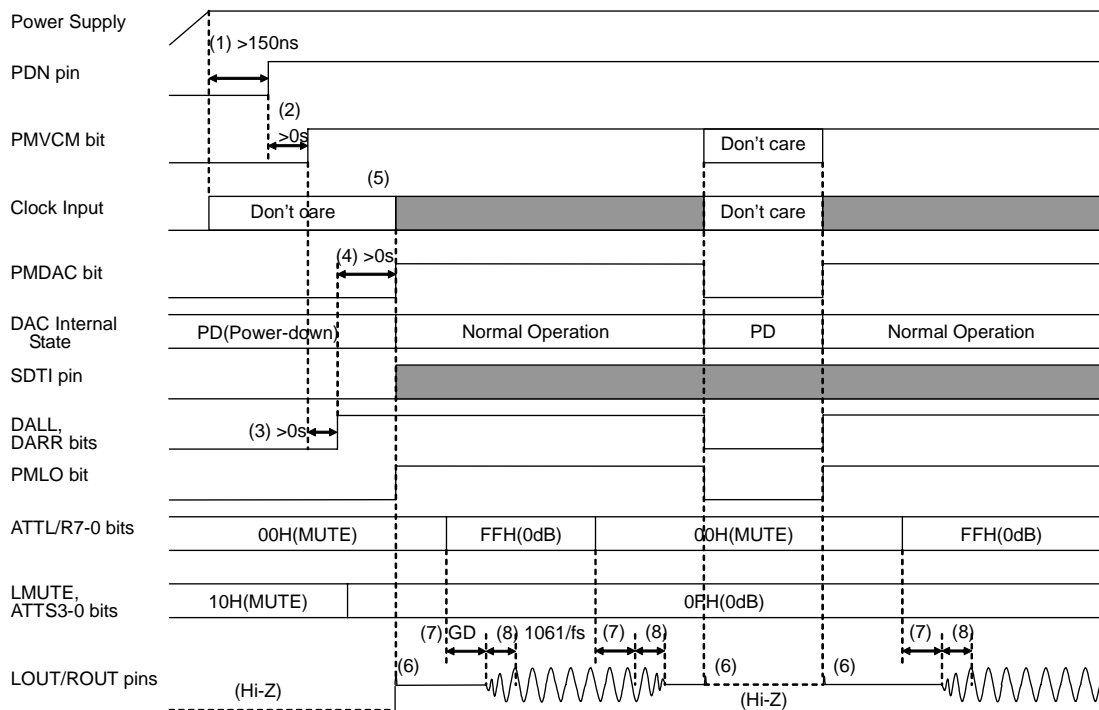 Power Supply
(1) >150ns
PDN pin
(2)
>0s
PMVCM bit
Don't care
(5)
Clock Input
Don't care
Don't care
(4) >0s
PMDAC bit
DAC Internal
State
PD(Power-down)
Normal Operation
PD
Normal Operation
SDTI pin
DALL,
DARR bits
(3) >0s
PMLO bit
ATTL/R7-0 bits
00H(MUTE)
FFH(0dB)
00H(MUTE)
FFH(0dB)
LMUTE,
ATTS3-0 bits
10H(MUTE)
0FH(0dB)
(7) GD
(8)
1061/fs
(7)
(8)
(7)
(8)
LOUT/ROUT pins
(6)
(6)
(6)
(Hi-Z)
(Hi-Z)